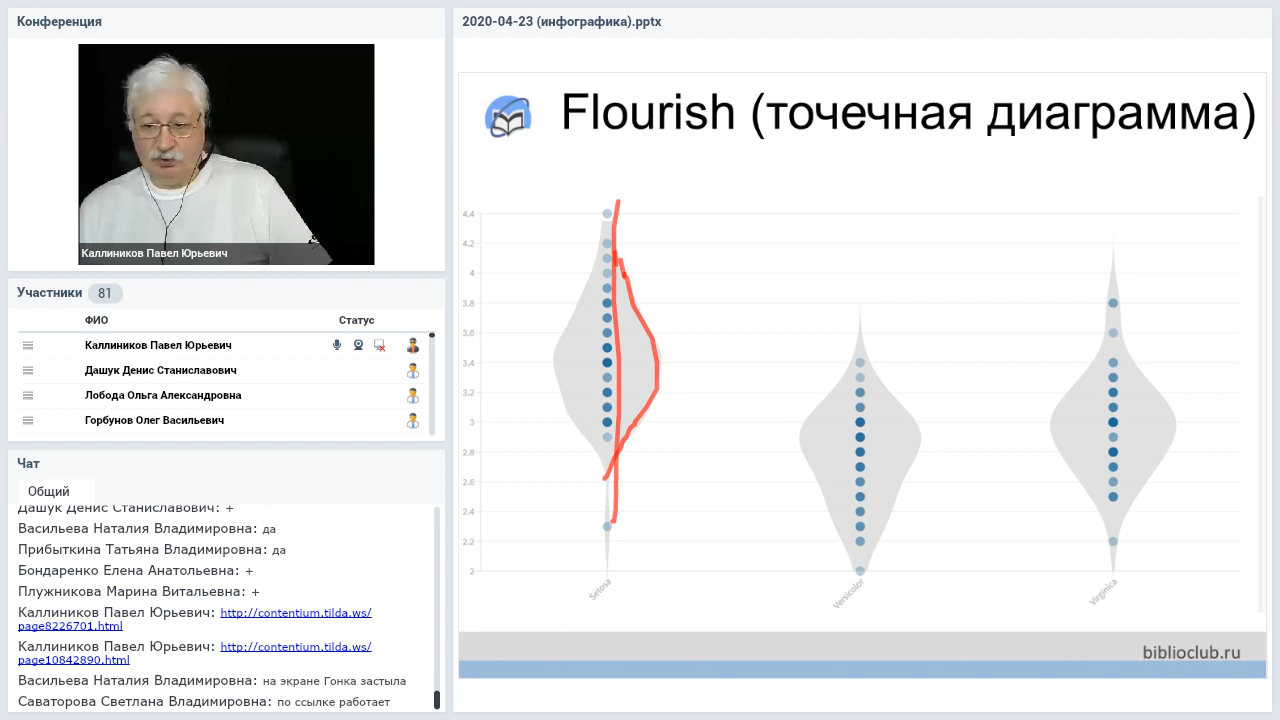 Конференция
Каллиников Павел Юрьевич
Участники 81
ФИО Статус
Каллиников Павел Юрьевич
Дашук Денис Станиславович
Лобода Ольга Александровна
Горбунов Олег Васильевич
Чат
Общий
Дашук Денис Станиславович: +
Васильева Наталия Владимировна: да
Прибыткина Татьяна Владимировна: да
Бондаренко Елена Анатольевна: +
Плужникова Марина Витальевна: +
Каллиников Павел Юрьевич: http://contentium.tilda.ws/
page8226701.html
Каллиников Павел Юрьевич: http://contentium.tilda.ws/
page10842890.html
Васильева Наталия Владимировна: на экране Гонка застыла
Саваторова Светлана Владимировна: по ссылке работает
2020-04-23 (инфографика).pptx
Flourish (точечная диаграмма)
4.4
4.2
4
3.8
3.6
3.4
3.2
3
2.8
2.6
2.4
2.2
2
Setosa
Versicolor
Virginica
biblioclub.ru